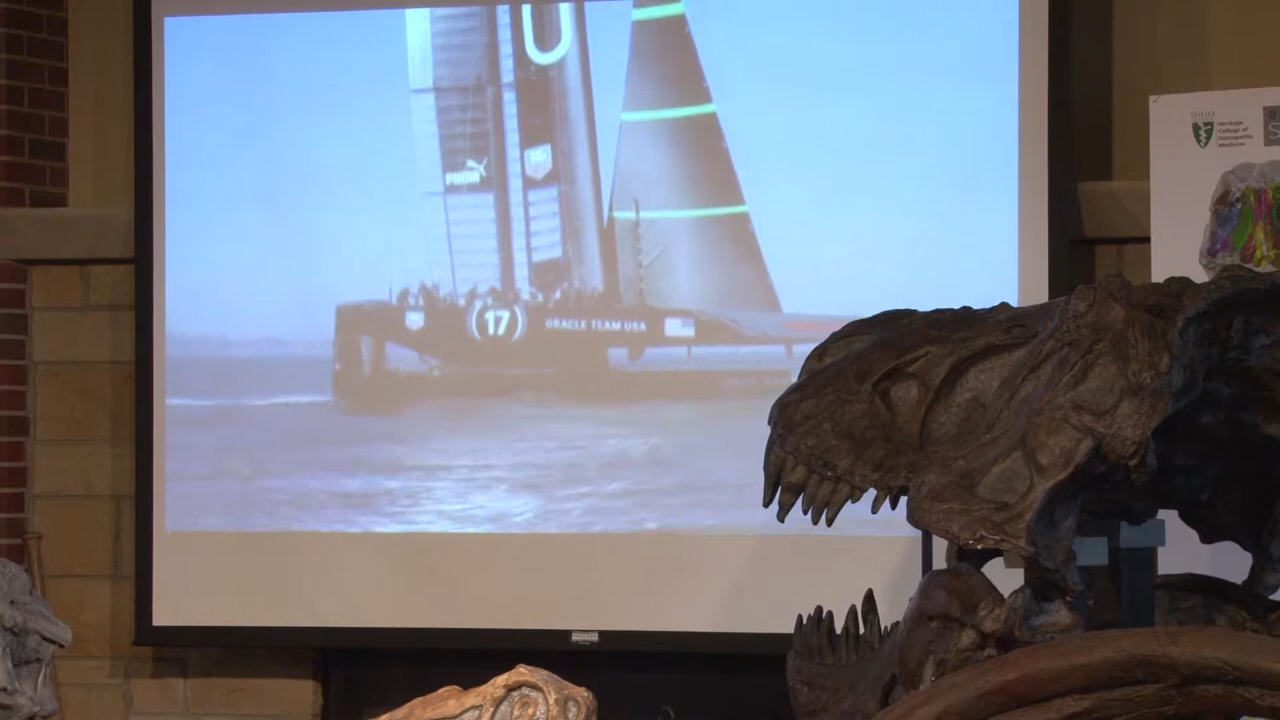 PUMA
17
ORACLE TEAM USA
OHIO
Heritage
College of
Osteopathic
Medicine